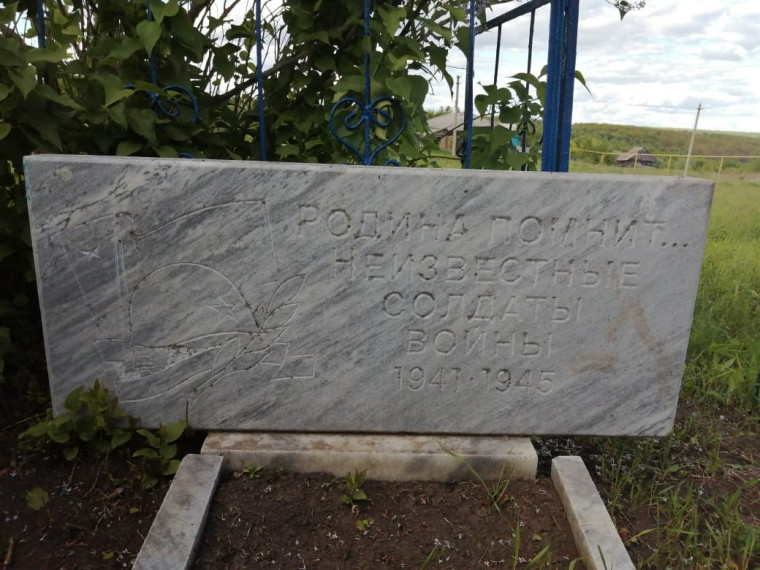 РОДИНА ПОМНИТ...
НЕИЗВЕСТНЫЕ
СОЛДАТЫ
ВОЙНЫ
1941·1945